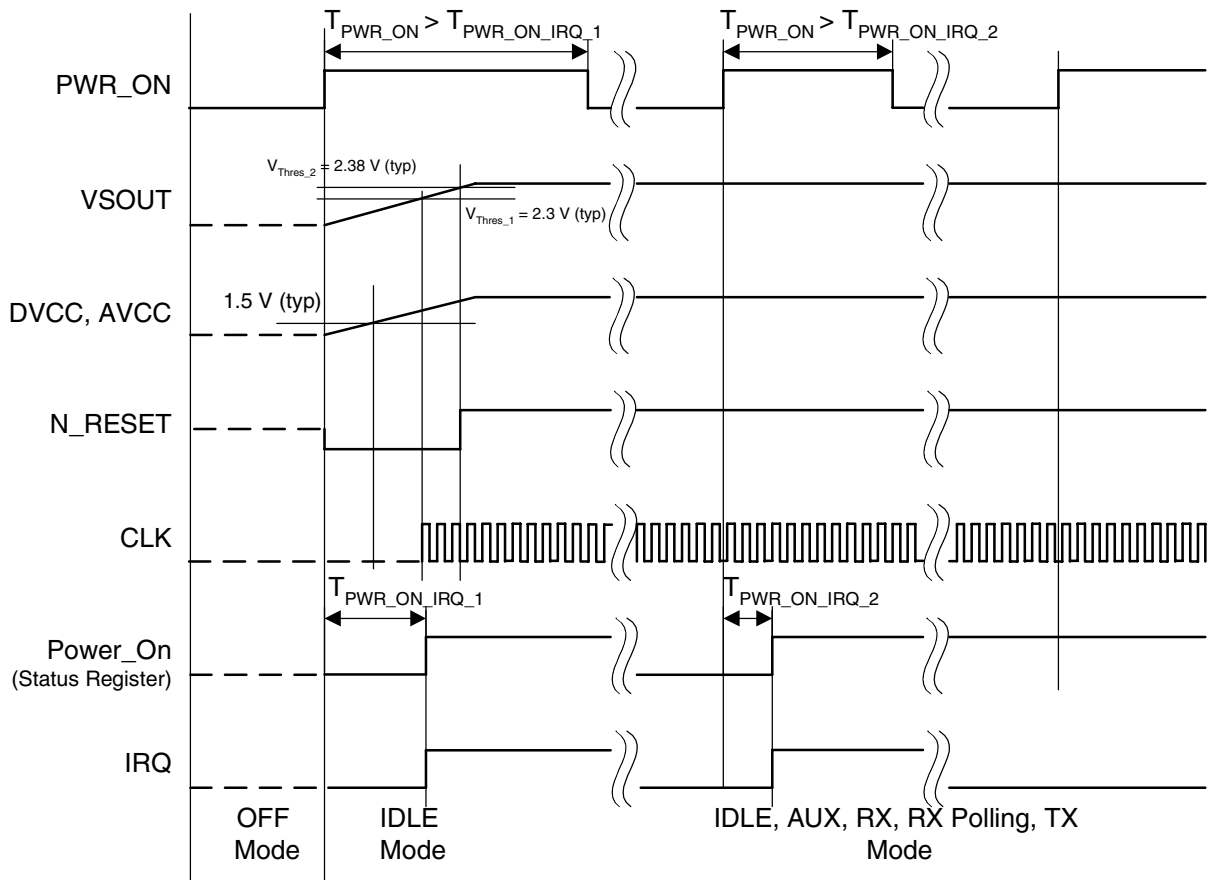 T_PWR_ON > T_PWR_ON_IRQ_1
T_PWR_ON > T_PWR_ON_IRQ_2
PWR_ON
V_Thres_2 = 2.38 V (typ)
VSOUT
V_Thres_1 = 2.3 V (typ)
1.5 V (typ)
DVCC, AVCC
N_RESET
CLK
T_PWR_ON_IRQ_1
T_PWR_ON_IRQ_2
Power_On
(Status Register)
IRQ
OFF
Mode
IDLE
Mode
IDLE, AUX, RX, RX Polling, TX
Mode